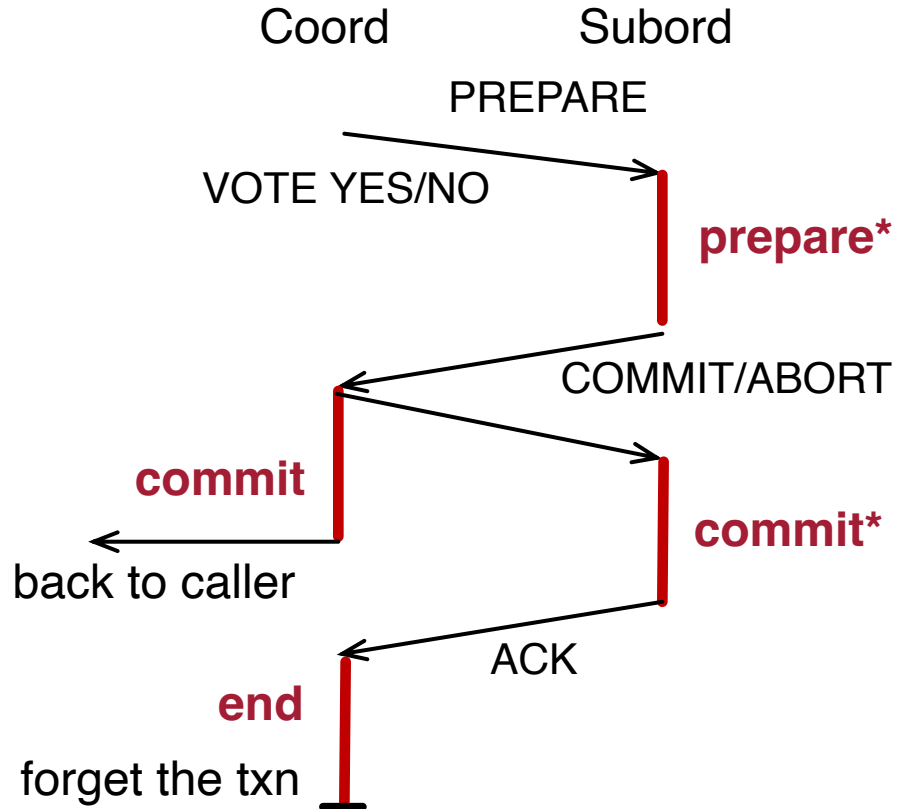 Coord Subord
PREPARE
VOTE YES/NO
prepare*
COMMIT/ABORT
commit
commit*
back to caller
ACK
end
forget the txn